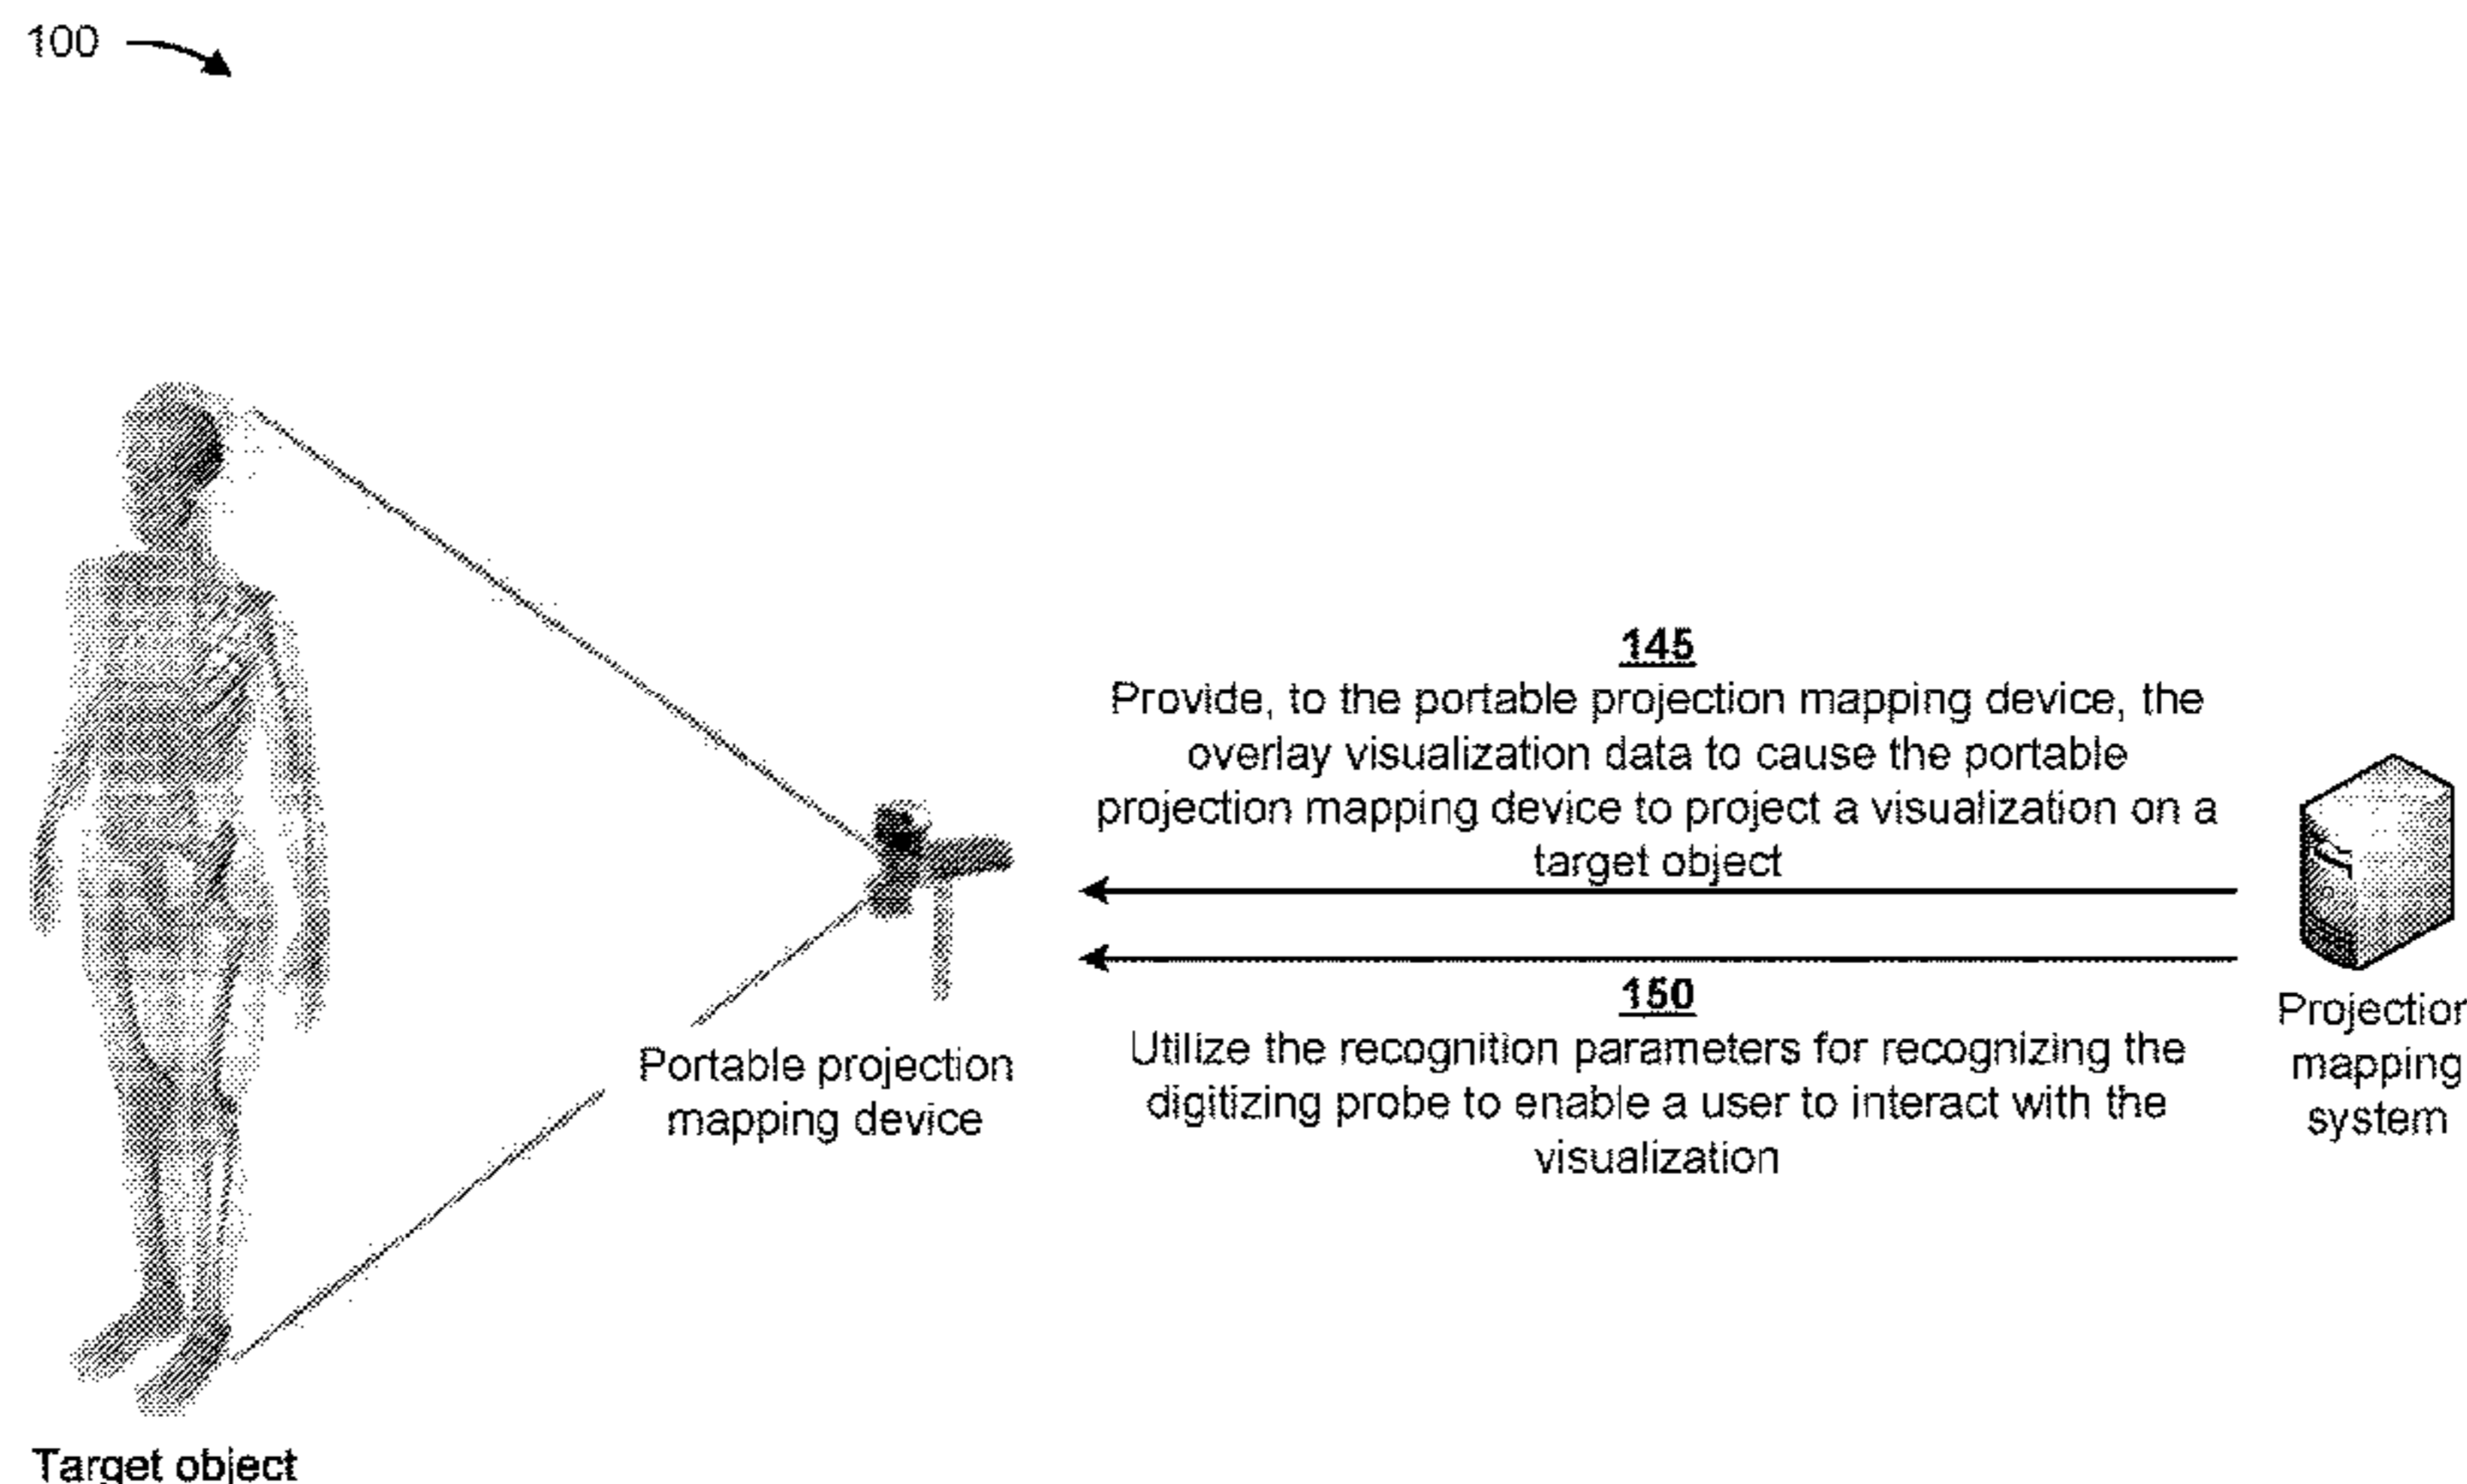 100
145
Provide, to the portable projection mapping device, the
overlay visualization data to cause the portable
projection mapping device to project a visualization on a
target object
150
Utilize the recognition parameters for recognizing the
digitizing probe to enable a user to interact with the
visualization
Portable projection
mapping device
Projection
mapping
system
Target object